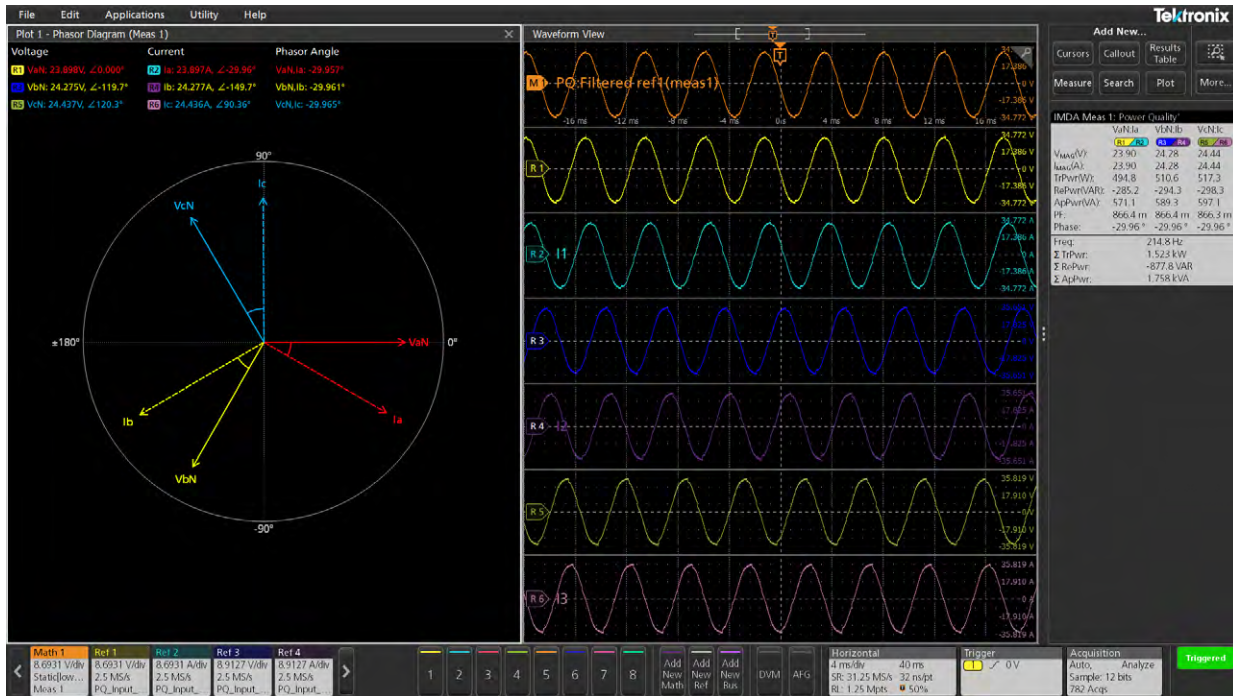 File Edit Applications Utility Help
Tektronix
Plot 1 - Phasor Diagram (Meas 1)
Voltage Current Phasor Angle
R1 VaN: 23.898V, ∠0.000° R2 Ia: 23.897A, ∠-29.96° VaN,Ia: -29.957°
R3 VbN: 24.275V, ∠-119.7° R4 Ib: 24.277A, ∠-149.7° VbN,Ib: -29.961°
R5 VcN: 24.437V, ∠120.3° R6 Ic: 24.436A, ∠90.36° VcN,Ic: -29.965°
90°
Ic
VcN
±180°
VaN
0°
Ib
Ia
VbN
-90°
Waveform View
T
T
M 1 PQ:Filtered ref1(meas1)
17.386
-17.386
-34.772 V
-16 ms -12 ms -8 ms -4 ms 0 s 4 ms 8 ms 12 ms 16 ms
34.772 V
17.386 V
R 1
0 V
-17.386 V
-34.772 V
34.772 A
17.386 A
R 2 I1
0 A
-17.386 A
-34.772 A
R 3
0 V
35.651 A
17.825 A
R 4 I2
0 A
-17.825 A
-35.651 A
35.819 V
17.910 V
R 5
0 V
-17.910 V
-35.819 V
35.819 A
17.910 A
R 6 I3
0 A
-17.910 A
-35.819 A
Add New...
Cursors Callout Results Table
Measure Search Plot More...
IMDA Meas 1: Power Quality'
VaN:Ia VbN:Ib VcN:Ic
R1 R2 R3 R4 R5 R6
VMAG(V): 23.90 24.28 24.44
IMAG(A): 23.90 24.28 24.44
TrPwr(W): 494.8 510.6 517.3
RePwr(VAR): -285.2 -294.3 -298.3
ApPwr(VA): 571.1 589.3 597.1
PF: 866.4 m 866.4 m 866.3 m
Phase: -29.96 ° -29.96 ° -29.96 °
Freq: 214.8 Hz
Σ TrPwr: 1.523 kW
Σ RePwr: -877.8 VAR
Σ ApPwr: 1.758 kVA
Math 1
8.6931 V/div
Static|low...
Meas 1
Ref 1
8.6931 V/div
2.5 MS/s
PQ_Input_
Ref 2
8.6931 A/div
2.5 MS/s
PQ_Input_
Ref 3
8.9127 V/div
2.5 MS/s
PQ_Input_
Ref 4
8.9127 A/div
2.5 MS/s
PQ_Input_
1 2 3 4 5 6 7 8
Add New Math
Add New Ref
Add New Bus
DVM AFG
Horizontal
4 ms/div 40 ms
SR: 31.25 MS/s 32 ns/pt
RL: 1.25 Mpts 50%
Trigger
1 0 V
Acquisition
Auto, Analyze
Sample: 12 bits
782 Acqs
Triggered